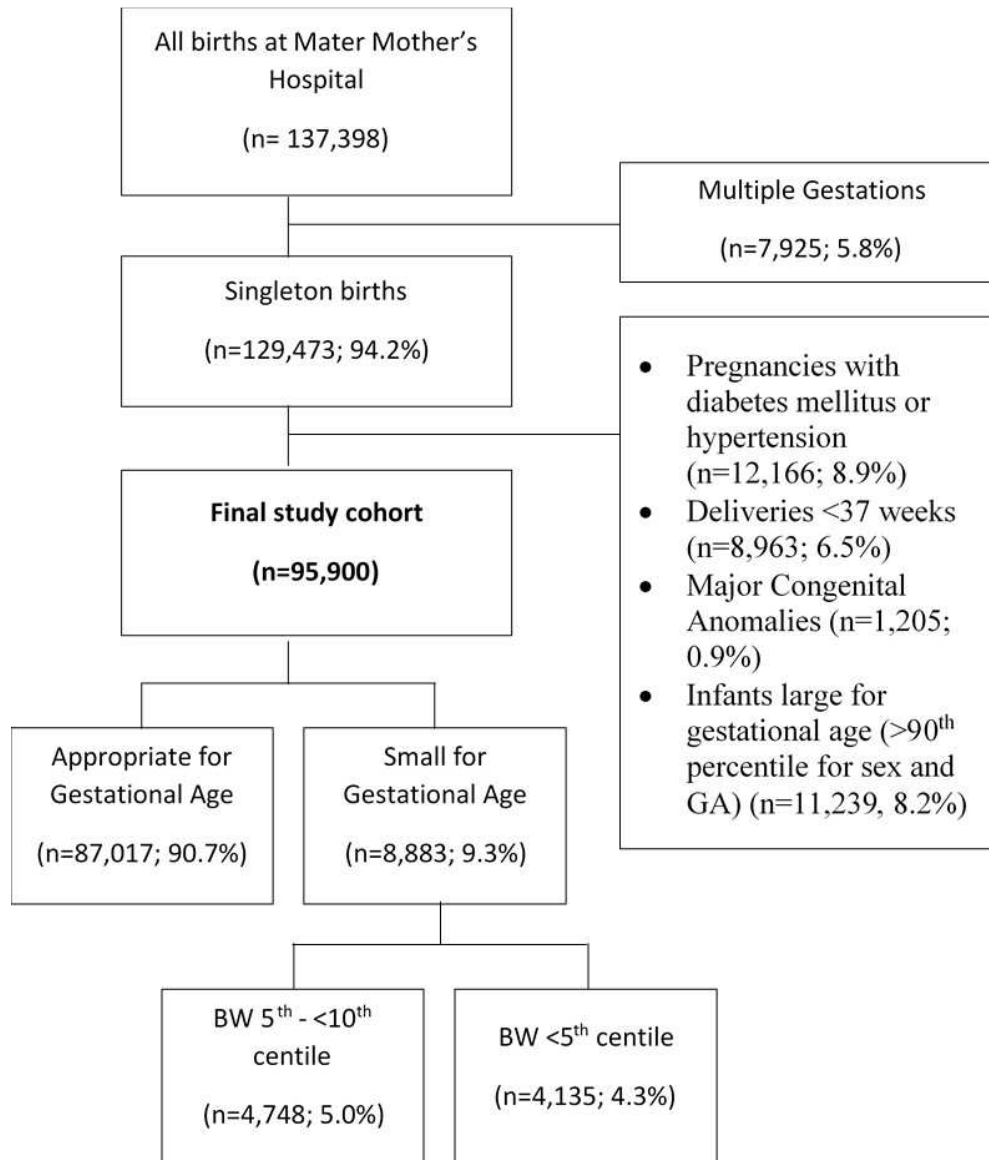 All births at Mater Mother’s
Hospital
(n= 137,398)
Multiple Gestations
(n=7,925; 5.8%)
Singleton births
(n=129,473; 94.2%)
• Pregnancies with
diabetes mellitus or
hypertension
(n=12,166; 8.9%)
• Deliveries <37 weeks
(n=8,963; 6.5%)
• Major Congenital
Anomalies (n=1,205;
0.9%)
• Infants large for
gestational age (>90th
percentile for sex and
GA) (n=11,239, 8.2%)
Final study cohort
(n=95,900)
Appropriate for
Gestational Age
(n=87,017; 90.7%)
Small for
Gestational Age
(n=8,883; 9.3%)
BW 5th - <10th
centile
(n=4,748; 5.0%)
BW <5th centile
(n=4,135; 4.3%)